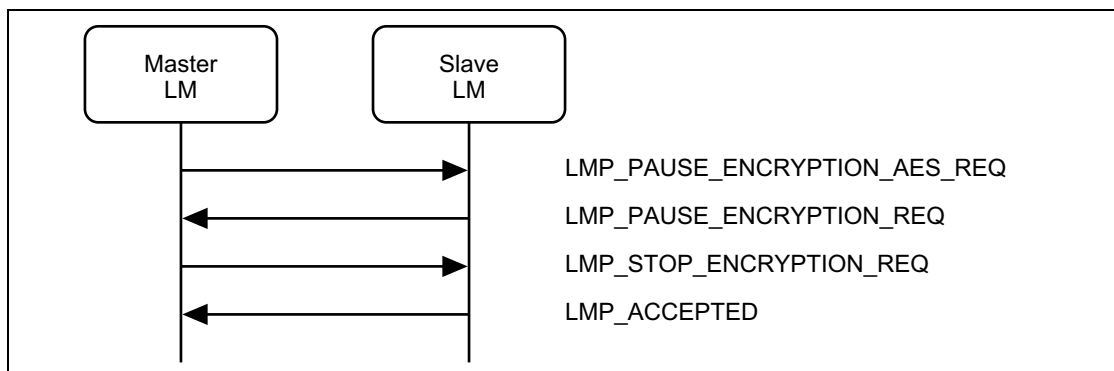 Master
LM
Slave
LM
LMP_PAUSE_ENCRYPTION_AES_REQ
LMP_PAUSE_ENCRYPTION_REQ
LMP_STOP_ENCRYPTION_REQ
LMP_ACCEPTED